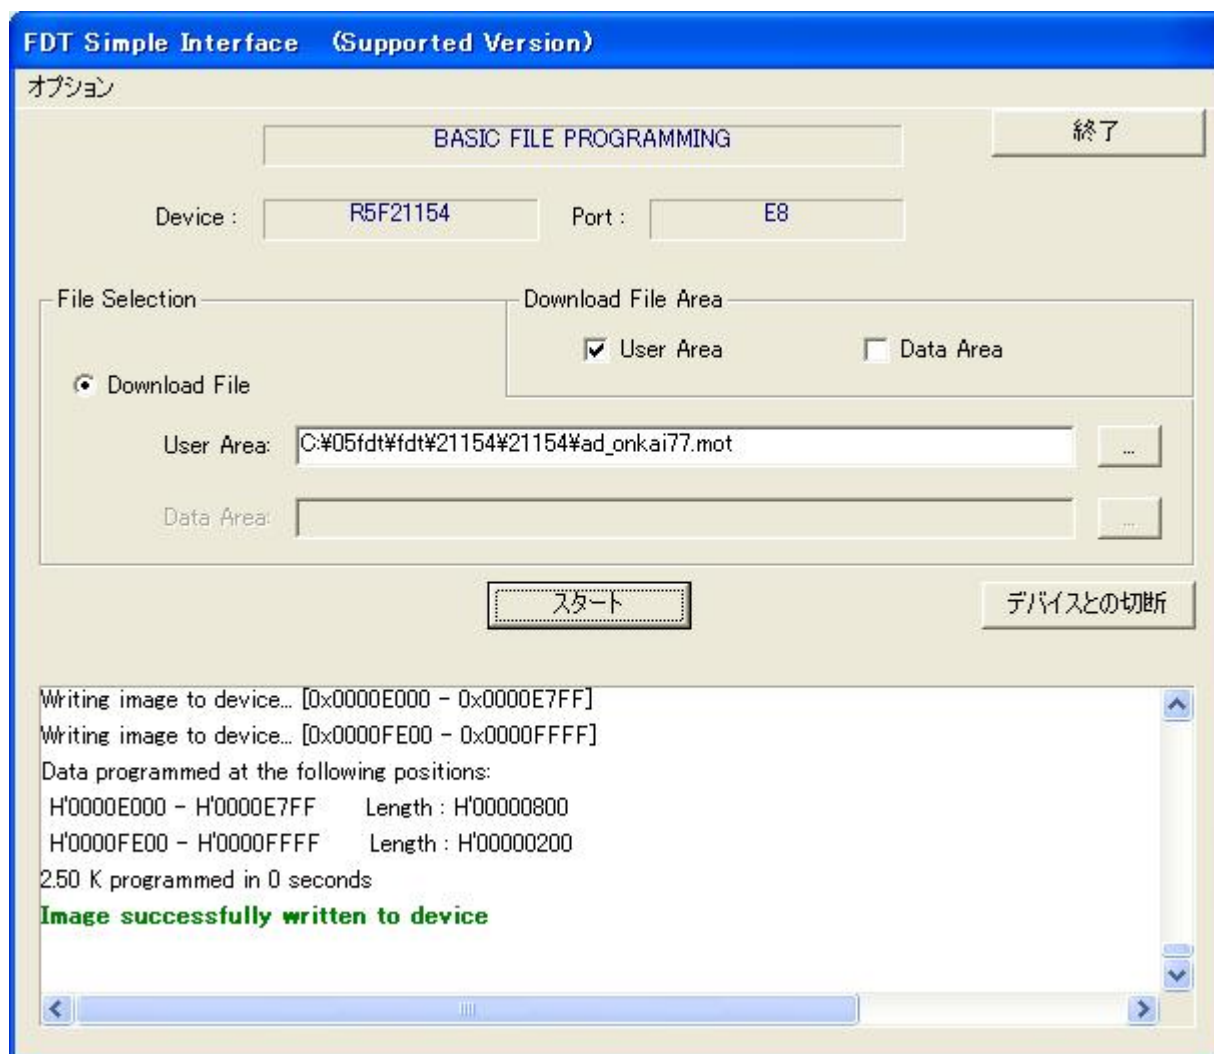 FDT Simple Interface (Supported Version)
オプション
BASIC FILE PROGRAMMING
終了
Device :
R5F21154
Port :
E8
File Selection
Download File Area
User Area
Data Area
Download File
User Area:
C:¥05fdt¥fdt¥21154¥21154¥ad_onkai77.mot
...
Data Area:
...
スタート
デバイスとの切断
Writing image to device... [0x0000E000 - 0x0000E7FF]
Writing image to device... [0x0000FE00 - 0x0000FFFF]
Data programmed at the following positions:
H'0000E000 - H'0000E7FF Length : H'00000800
H'0000FE00 - H'0000FFFF Length : H'00000200
2.50 K programmed in 0 seconds
Image successfully written to device